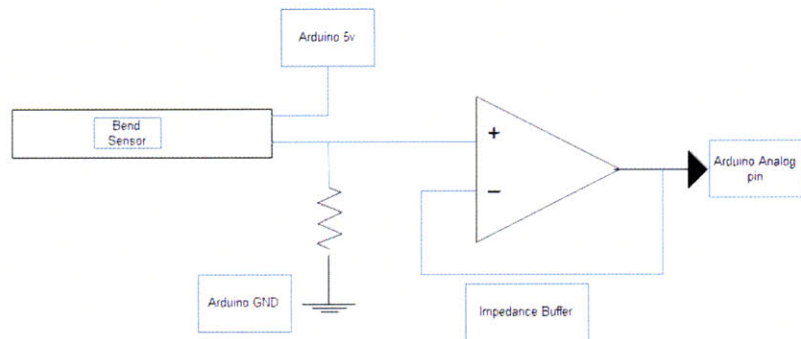 Arduino 5v
Bend
Sensor
+
−
Arduino Analog
pin
Arduino GND
Impedance Buffer